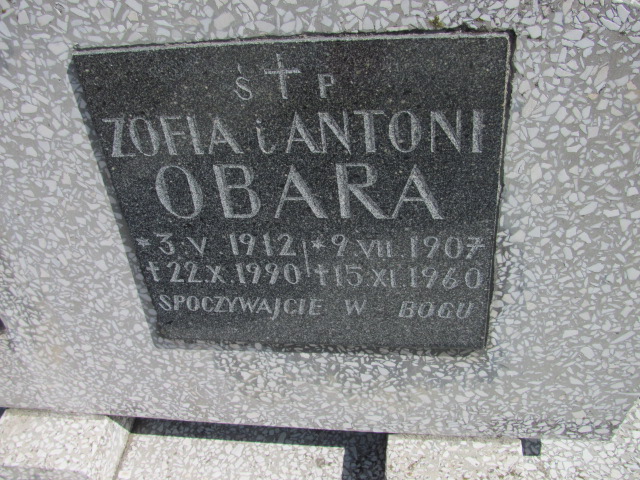 Ś † P
ZOFIA i ANTONI
OBARA
* 3.V 1912 * 9.VII.1907
† 22.X.1990 † 15.XI.1960
SPOCZYWAJCIE W BOGU